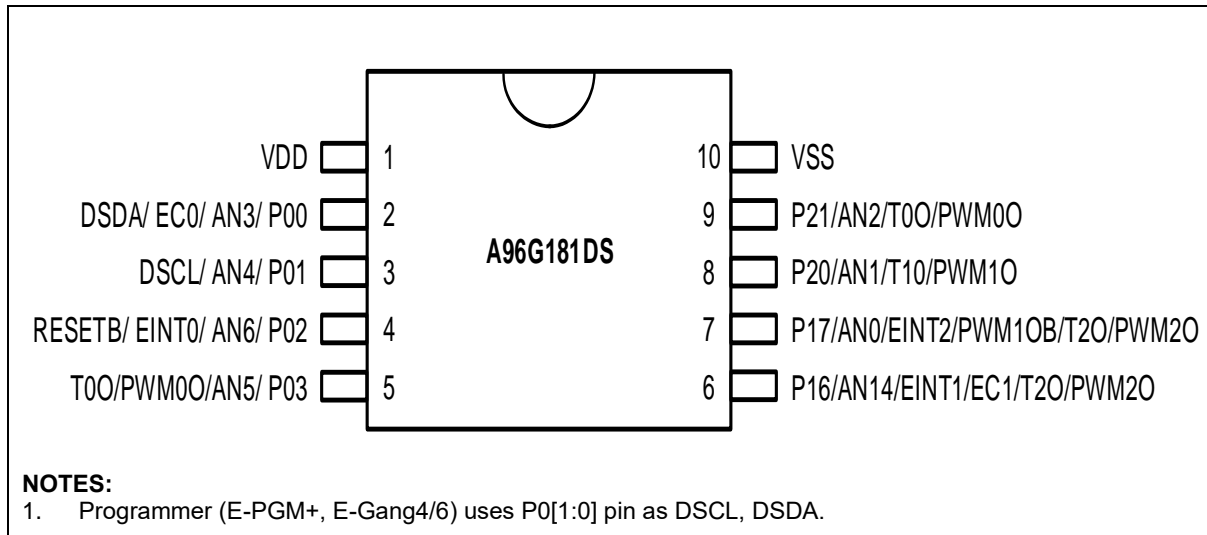 VDD 1 10 VSS
DSDA/ EC0/ AN3/ P00 2 9 P21/AN2/T0O/PWM0O
A96G181DS
DSCL/ AN4/ P01 3 8 P20/AN1/T10/PWM1O
RESETB/ EINT0/ AN6/ P02 4 7 P17/AN0/EINT2/PWM1OB/T2O/PWM2O
T0O/PWM0O/AN5/ P03 5 6 P16/AN14/EINT1/EC1/T2O/PWM2O
NOTES:
1. Programmer (E-PGM+, E-Gang4/6) uses P0[1:0] pin as DSCL, DSDA.